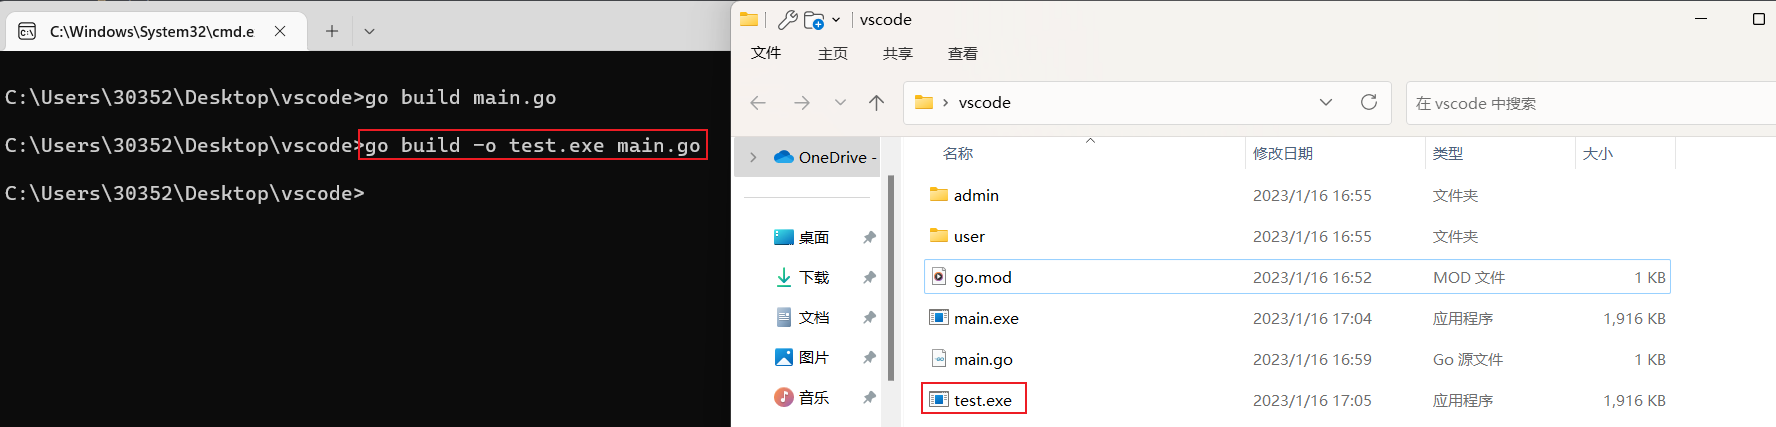 C:\Windows\System32\cmd.e
C:\Users\30352\Desktop\vscode>go build main.go
C:\Users\30352\Desktop\vscode>go build -o test.exe main.go
C:\Users\30352\Desktop\vscode>
vscode
文件 主页 共享 查看
vscode
在 vscode 中搜索
OneDrive -
桌面
下载
文档
图片
音乐
名称 修改日期 类型 大小
admin 2023/1/16 16:55 文件夹
user 2023/1/16 16:55 文件夹
go.mod 2023/1/16 16:52 MOD 文件 1 KB
main.exe 2023/1/16 17:04 应用程序 1,916 KB
main.go 2023/1/16 16:59 Go 源文件 1 KB
test.exe 2023/1/16 17:05 应用程序 1,916 KB